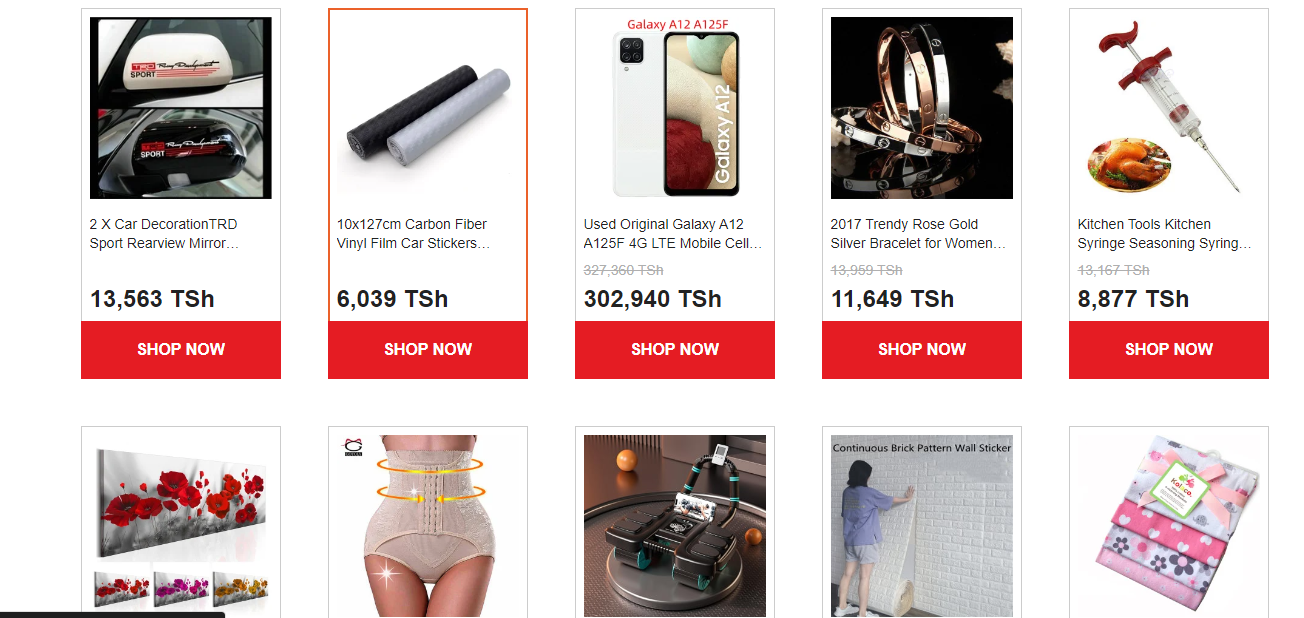 Galaxy A12 A125F
TRD Racing Development
SPORT
TRD Racing Development
SPORT
Galaxy A12
2 X Car DecorationTRD
Sport Rearview Mirror…
13,563 TSh
SHOP NOW
10x127cm Carbon Fiber
Vinyl Film Car Stickers…
6,039 TSh
SHOP NOW
Used Original Galaxy A12
A125F 4G LTE Mobile Cell…
327,360 TSh
302,940 TSh
SHOP NOW
2017 Trendy Rose Gold
Silver Bracelet for Women…
13,959 TSh
11,649 TSh
SHOP NOW
Kitchen Tools Kitchen
Syringe Seasoning Syring…
13,167 TSh
8,877 TSh
SHOP NOW
Continuous Brick Pattern Wall Sticker